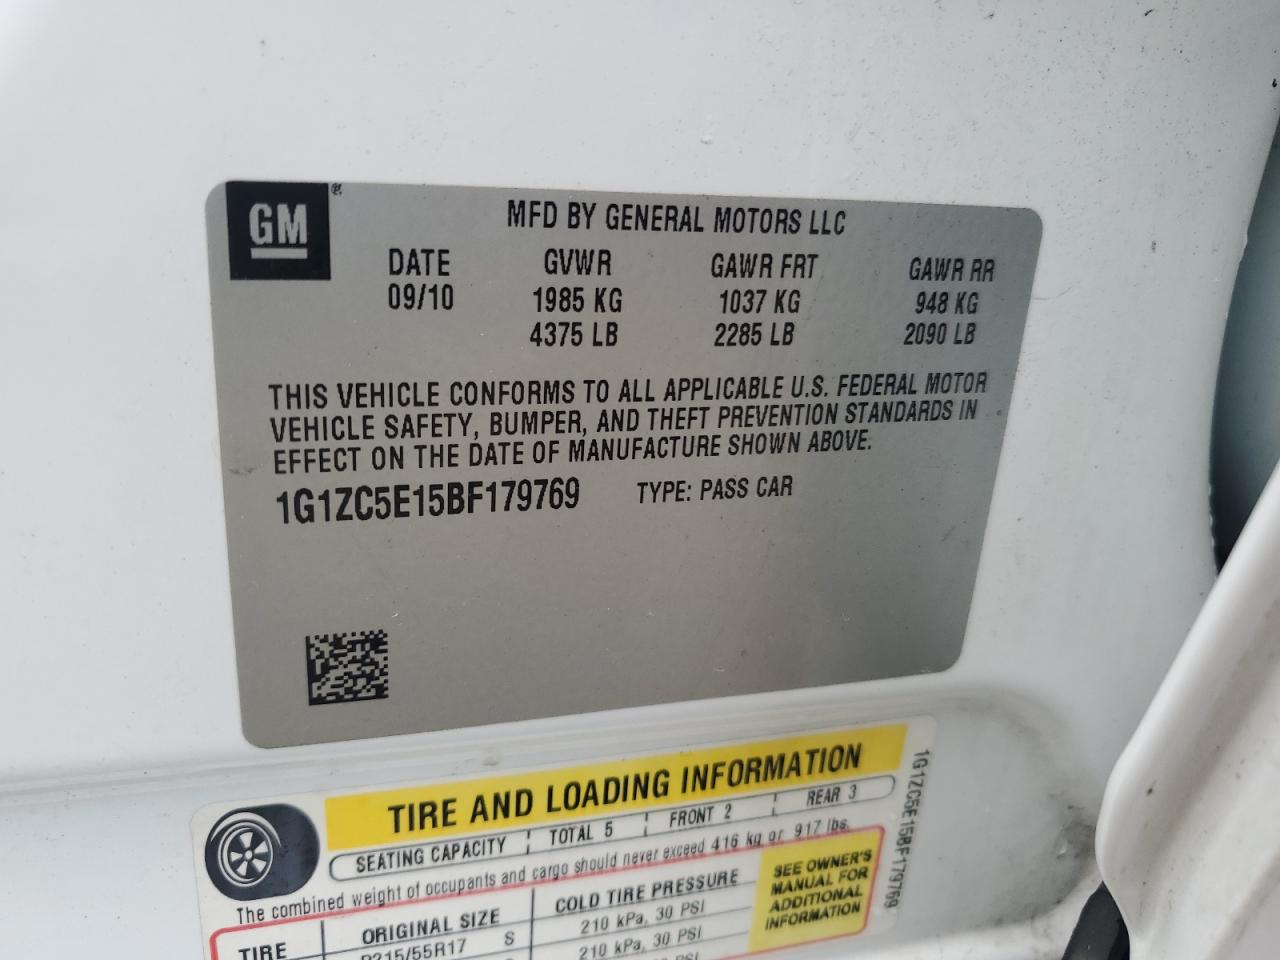 GM ®
MFD BY GENERAL MOTORS LLC
DATE GVWR GAWR FRT GAWR RR
09/10 1985 KG 1037 KG 948 KG
4375 LB 2285 LB 2090 LB
THIS VEHICLE CONFORMS TO ALL APPLICABLE U.S. FEDERAL MOTOR
VEHICLE SAFETY, BUMPER, AND THEFT PREVENTION STANDARDS IN
EFFECT ON THE DATE OF MANUFACTURE SHOWN ABOVE.
1G1ZC5E15BF179769 TYPE: PASS CAR
TIRE AND LOADING INFORMATION
SEATING CAPACITY TOTAL 5 FRONT 2 REAR 3
The combined weight of occupants and cargo should never exceed 416 kg or 917 lbs.
TIRE ORIGINAL SIZE COLD TIRE PRESSURE
P215/55R17 S 210 kPa, 30 PSI
210 kPa, 30 PSI
SEE OWNER'S
MANUAL FOR
ADDITIONAL
INFORMATION
1G1ZC5E15BF179769